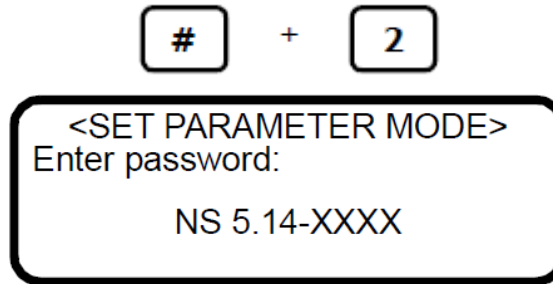 # + 2
<SET PARAMETER MODE>
Enter password:
NS 5.14-XXXX